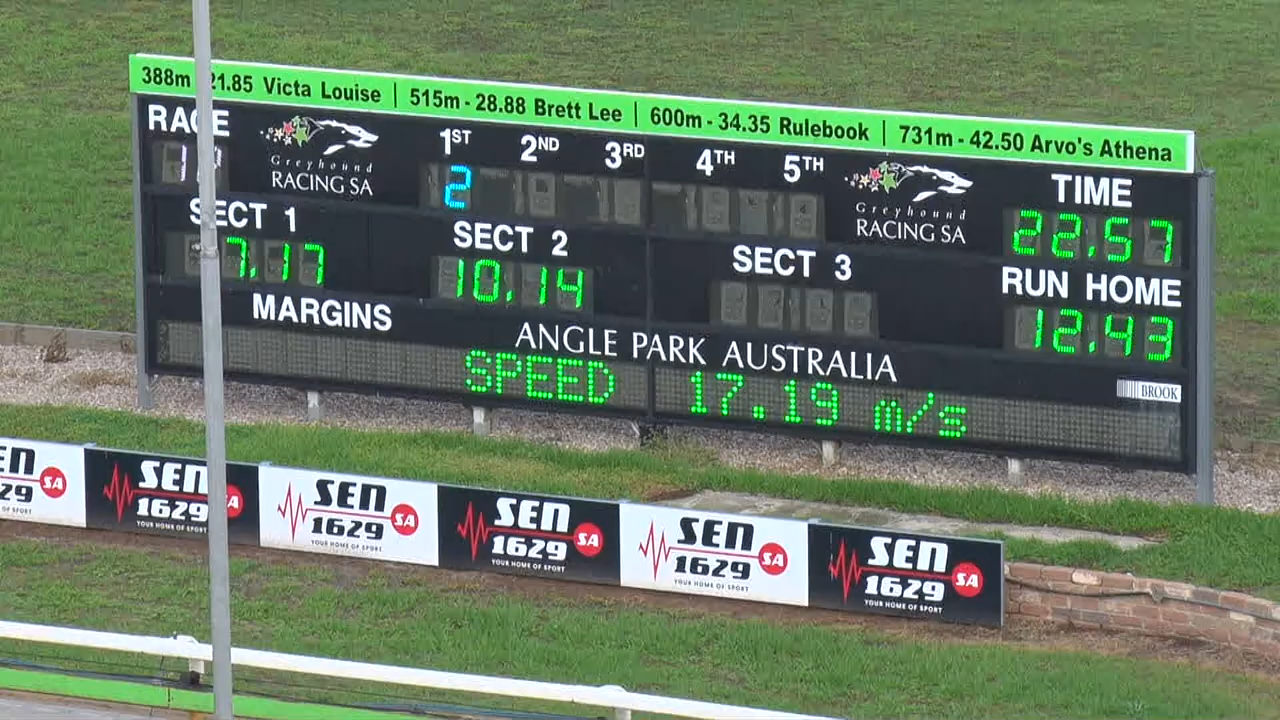 388m 21.85 Victa Louise | 515m - 28.88 Brett Lee | 600m - 34.35 Rulebook | 731m - 42.50 Arvo's Athena
RACE
Greyhound
RACING SA
1ST 2ND 3RD 4TH 5TH
2
Greyhound
RACING SA
TIME
22.57
SECT 1
7.17
SECT 2
10.14
SECT 3
RUN HOME
12.43
MARGINS
ANGLE PARK AUSTRALIA
SPEED 17.19 m/s
BROOK
EN
29
SA
OF SPORT
SEN
1629
SA
YOUR HOME OF SPORT
SEN
1629
SA
YOUR HOME OF SPORT
SEN
1629
SA
YOUR HOME OF SPORT
SEN
1629
SA
YOUR HOME OF SPORT
SEN
1629
SA
YOUR HOME OF SPORT